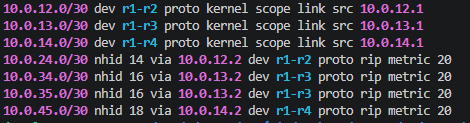 10.0.12.0/30 dev r1-r2 proto kernel scope link src 10.0.12.1
10.0.13.0/30 dev r1-r3 proto kernel scope link src 10.0.13.1
10.0.14.0/30 dev r1-r4 proto kernel scope link src 10.0.14.1
10.0.24.0/30 nhid 14 via 10.0.12.2 dev r1-r2 proto rip metric 20
10.0.34.0/30 nhid 16 via 10.0.13.2 dev r1-r3 proto rip metric 20
10.0.35.0/30 nhid 16 via 10.0.13.2 dev r1-r3 proto rip metric 20
10.0.45.0/30 nhid 18 via 10.0.14.2 dev r1-r4 proto rip metric 20